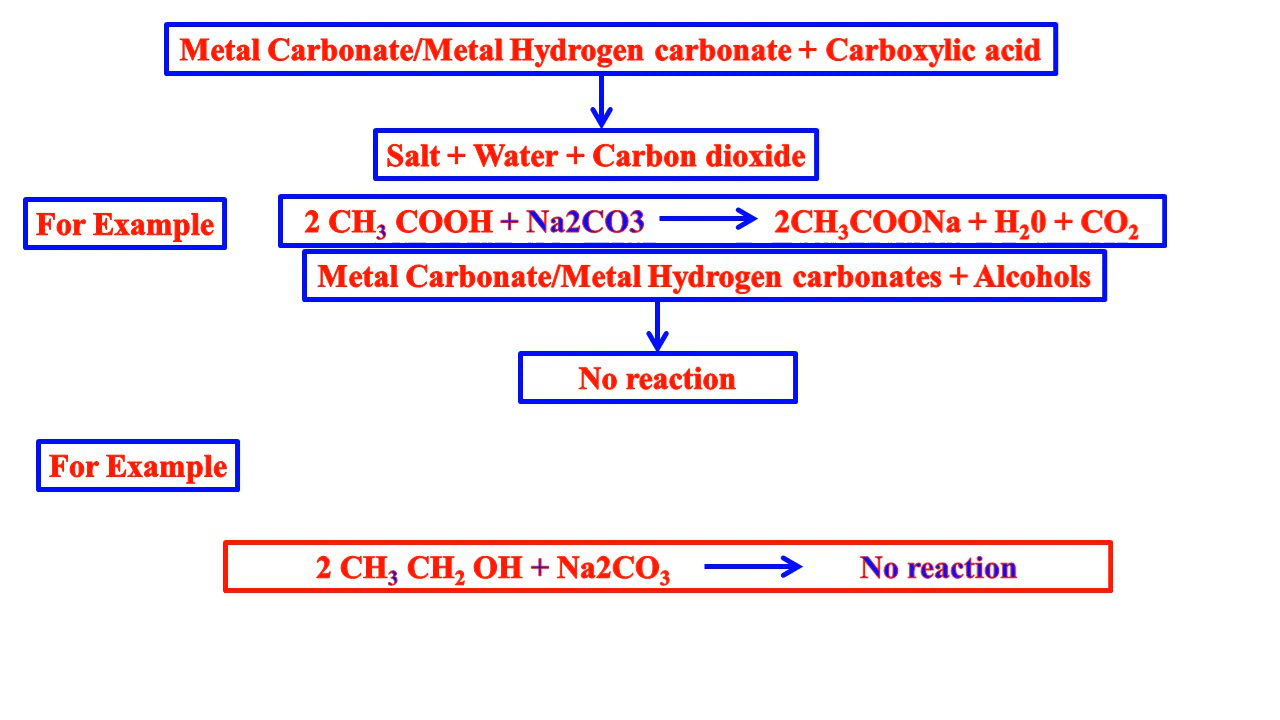 Metal Carbonate/Metal Hydrogen carbonate + Carboxylic acid
Salt + Water + Carbon dioxide
For Example
2 CH₃ COOH + Na2CO3 ⟶ 2CH₃COONa + H₂0 + CO₂
Metal Carbonate/Metal Hydrogen carbonates + Alcohols
No reaction
For Example
2 CH₃ CH₂ OH + Na2CO₃ ⟶ No reaction